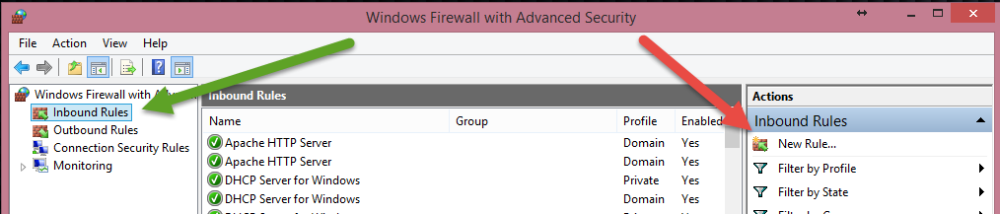 Windows Firewall with Advanced Security
File Action View Help
Windows Firewall with
Inbound Rules
Outbound Rules
Connection Security Rules
Monitoring
Inbound Rules
Name Group Profile Enabled
Apache HTTP Server Domain Yes
Apache HTTP Server Domain Yes
DHCP Server for Windows Private Yes
DHCP Server for Windows Domain Yes
Actions
Inbound Rules
New Rule...
Filter by Profile
Filter by State